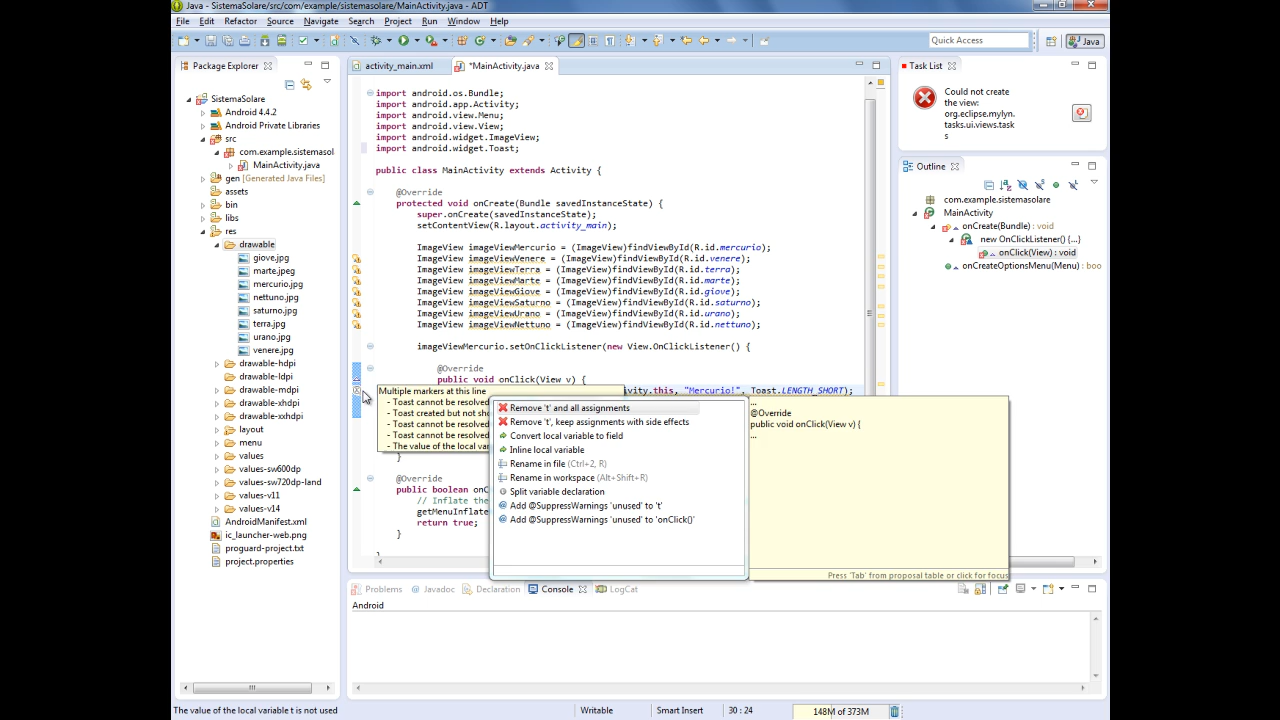 Java - SistemaSolare/src/com/example/sistemasolare/MainActivity.java - ADT
File Edit Refactor Source Navigate Search Project Run Window Help
Quick Access
Java
Package Explorer
SistemaSolare
Android 4.4.2
Android Private Libraries
src
com.example.sistemasol
MainActivity.java
gen [Generated Java Files]
assets
bin
libs
res
drawable
giove.jpg
marte.jpeg
mercurio.jpg
nettuno.jpg
saturno.jpg
terra.jpg
urano.jpg
venere.jpg
drawable-hdpi
drawable-ldpi
drawable-mdpi
drawable-xhdpi
drawable-xxhdpi
layout
menu
values
values-sw600dp
values-sw720dp-land
values-v11
values-v14
AndroidManifest.xml
ic_launcher-web.png
proguard-project.txt
project.properties
activity_main.xml
*MainActivity.java
import android.os.Bundle;
import android.app.Activity;
import android.view.Menu;
import android.view.View;
import android.widget.ImageView;
import android.widget.Toast;
public class MainActivity extends Activity {
@Override
protected void onCreate(Bundle savedInstanceState) {
super.onCreate(savedInstanceState);
setContentView(R.layout.activity_main);
ImageView imageViewMercurio = (ImageView)findViewById(R.id.mercurio);
ImageView imageViewVenere = (ImageView)findViewById(R.id.venere);
ImageView imageViewTerra = (ImageView)findViewById(R.id.terra);
ImageView imageViewMarte = (ImageView)findViewById(R.id.marte);
ImageView imageViewGiove = (ImageView)findViewById(R.id.giove);
ImageView imageViewSaturno = (ImageView)findViewById(R.id.saturno);
ImageView imageViewUrano = (ImageView)findViewById(R.id.urano);
ImageView imageViewNettuno = (ImageView)findViewById(R.id.nettuno);
imageViewMercurio.setOnClickListener(new View.OnClickListener() {
@Override
public void onClick(View v) {
ivity.this, "Mercurio!", Toast.LENGTH_SHORT);
Multiple markers at this line
- Toast cannot be resolved
- Toast created but not sho
- Toast cannot be resolved
- Toast cannot be resolved
- The value of the local var
Remove 't' and all assignments
Remove 't', keep assignments with side effects
Convert local variable to field
Inline local variable
Rename in file (Ctrl+2, R)
Rename in workspace (Alt+Shift+R)
Split variable declaration
Add @SuppressWarnings 'unused' to 't'
Add @SuppressWarnings 'unused' to 'onClick()'
...
@Override
public void onClick(View v) {
...
Press 'Tab' from proposal table or click for focus
}
@Override
public boolean onC
// Inflate the
getMenuInflate
return true;
}
}
Task List
Could not create
the view:
org.eclipse.mylyn.
tasks.ui.views.task
s
Outline
com.example.sistemasolare
MainActivity
onCreate(Bundle) : void
new OnClickListener() {...}
onClick(View) : void
onCreateOptionsMenu(Menu) : boo
Problems Javadoc Declaration Console LogCat
Android
The value of the local variable t is not used
Writable
Smart Insert
30 : 24
148M of 373M